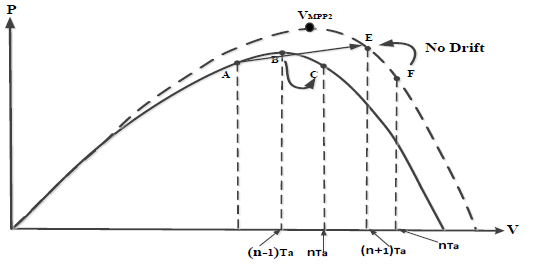 P
VMPP2
E
No Drift
A
B
C
F
V
(n-1)Ta
nTa
(n+1)Ta
nTa